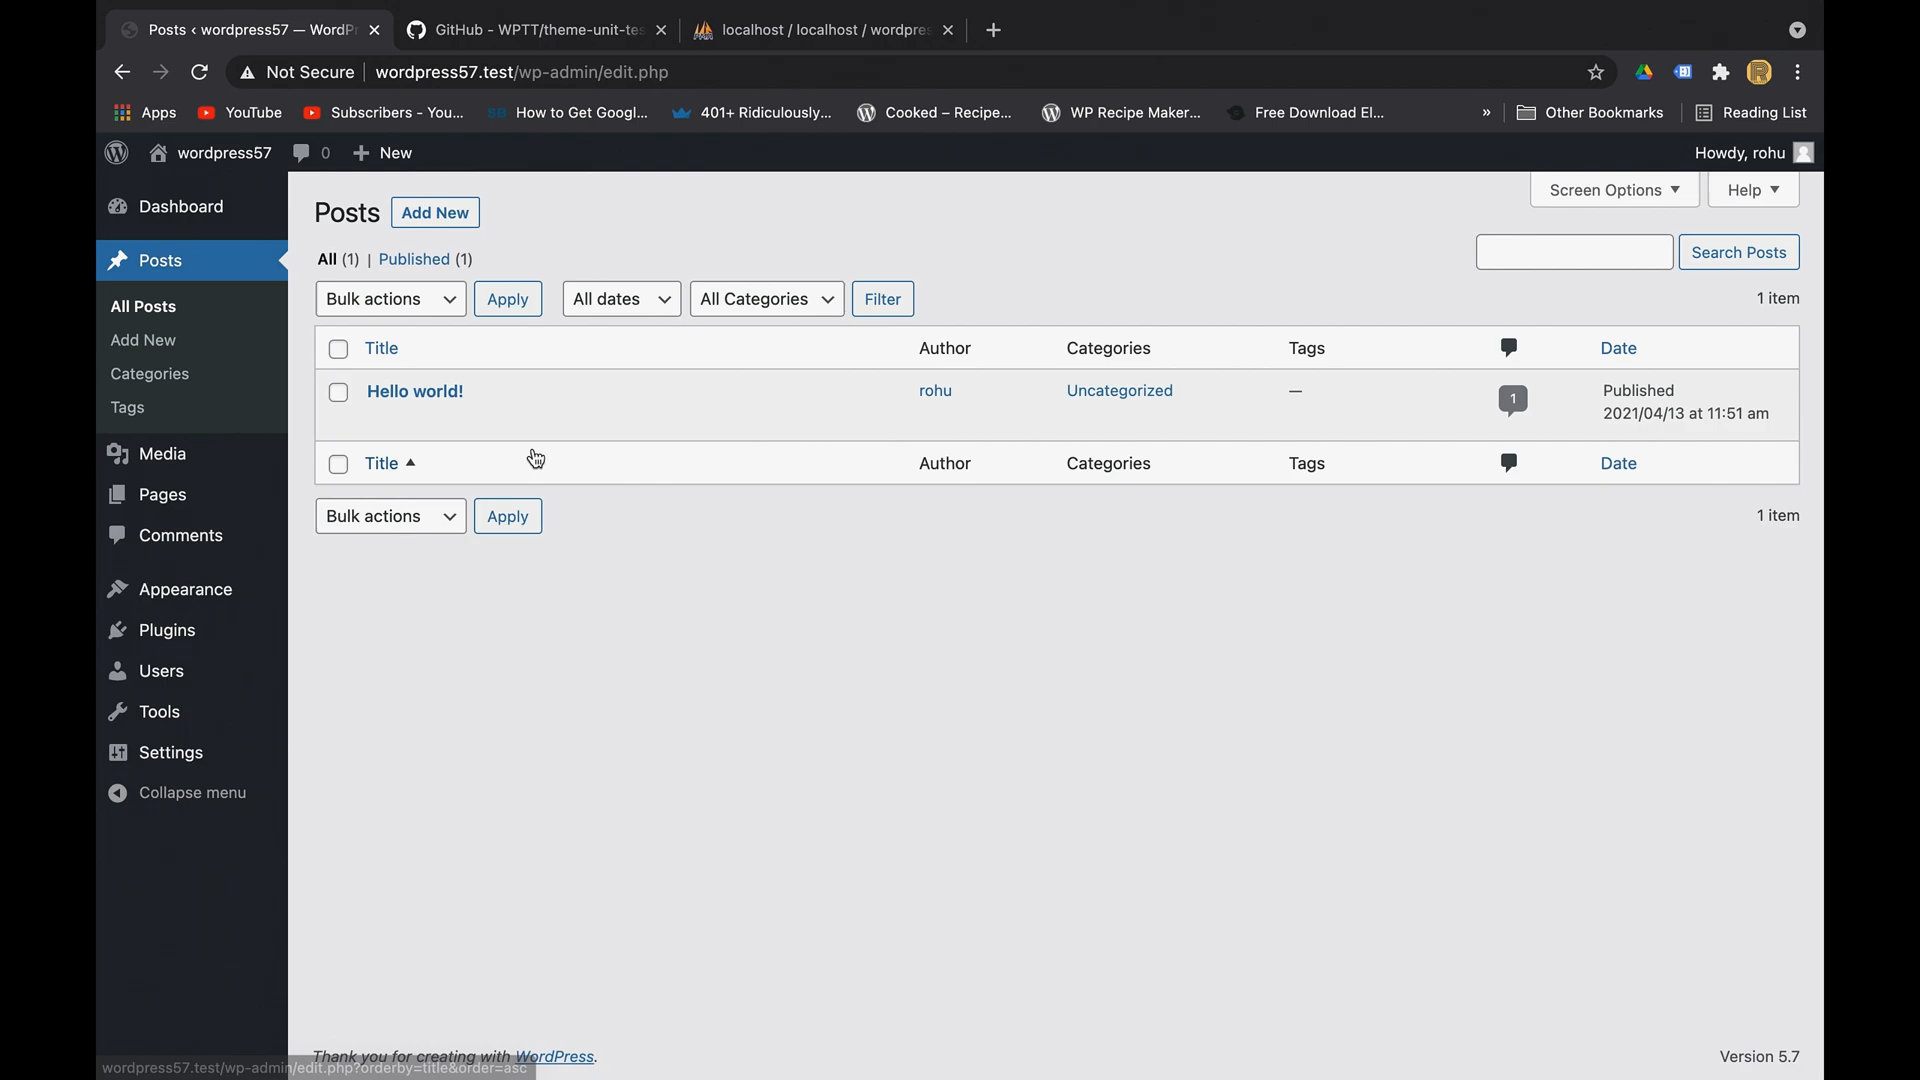 Posts ‹ wordpress57 — WordPr
GitHub - WPTT/theme-unit-tes
localhost / localhost / wordpres
Not Secure
wordpress57.test/wp-admin/edit.php
Apps
YouTube
Subscribers - You...
How to Get Googl...
401+ Ridiculously...
Cooked – Recipe...
WP Recipe Maker...
Free Download El...
»
Other Bookmarks
Reading List
wordpress57
0
New
Howdy, rohu
Dashboard
Posts
All Posts
Add New
Categories
Tags
Media
Pages
Comments
Appearance
Plugins
Users
Tools
Settings
Collapse menu
Screen Options
Help
Posts
Add New
All (1) | Published (1)
Search Posts
Bulk actions
Apply
All dates
All Categories
Filter
1 item
Title Author Categories Tags Date
Hello world! rohu Uncategorized — 1 Published
2021/04/13 at 11:51 am
Title Author Categories Tags Date
Bulk actions
Apply
1 item
Thank you for creating with WordPress.
Version 5.7
wordpress57.test/wp-admin/edit.php?orderby=title&order=asc